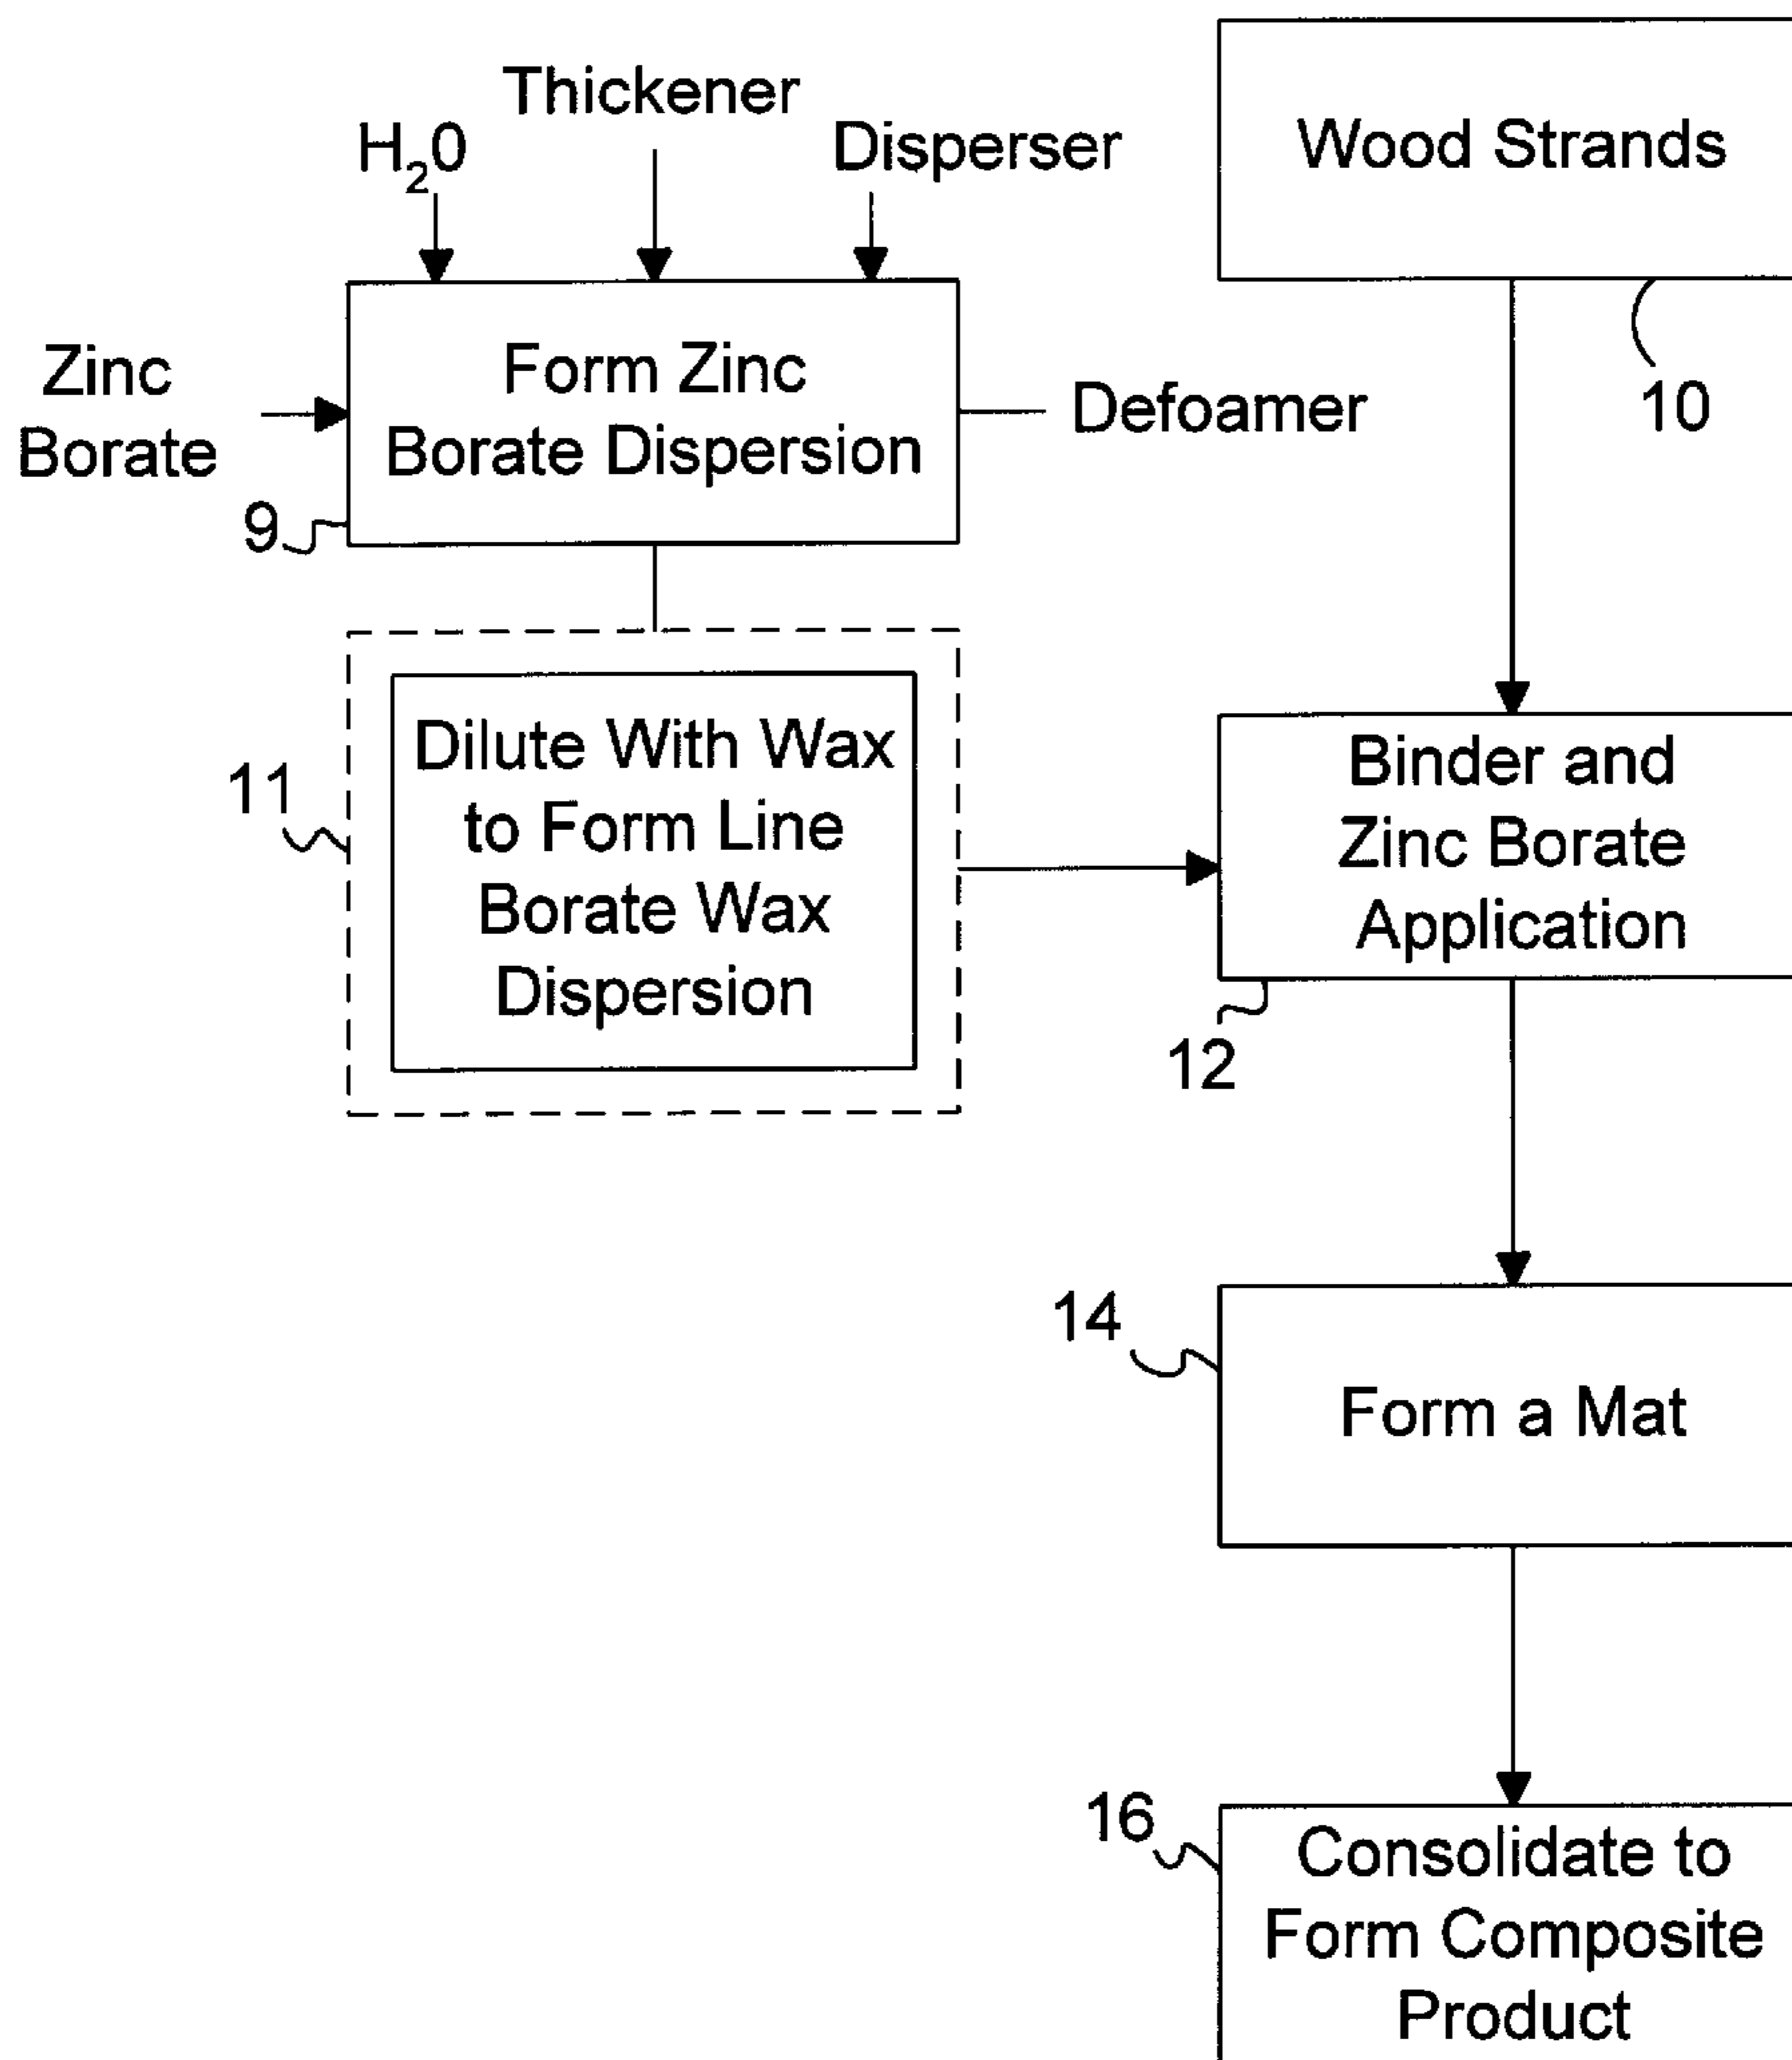 Thickener
H₂0
Disperser
Wood Strands
Zinc
Borate
Form Zinc
Borate Dispersion
Defoamer
10
9
Dilute With Wax
to Form Line
Borate Wax
Dispersion
11
Binder and
Zinc Borate
Application
12
14
Form a Mat
16
Consolidate to
Form Composite
Product